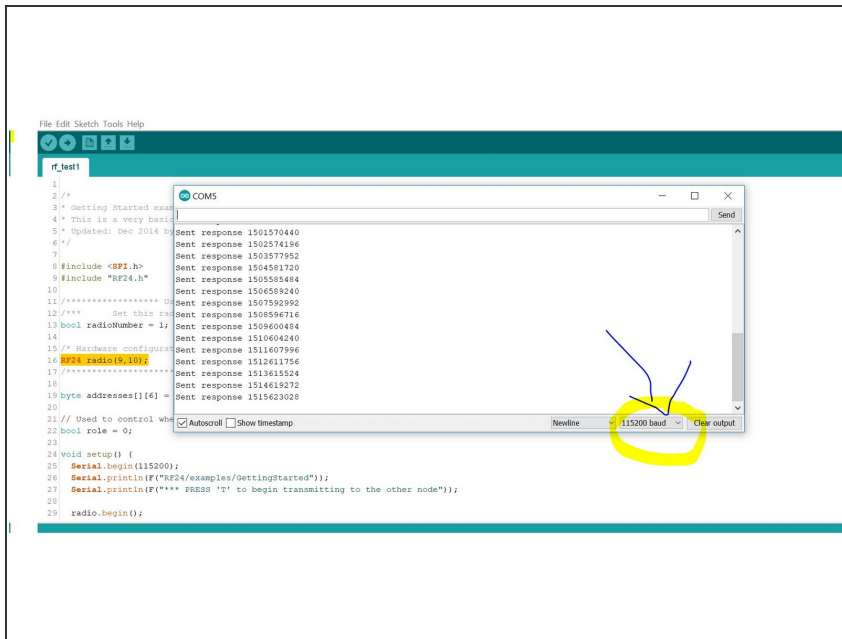 File Edit Sketch Tools Help
rf_test1
1
2 /*
3 * Getting Started exam
4 * This is a very basic
5 * Updated: Dec 2014 by
6 */
7
8 #include <SPI.h>
9 #include "RF24.h"
10
11 /****************** Us
12 /***      Set this rad
13 bool radioNumber = 1;
14
15 /* Hardware configurat
16 RF24 radio(9,10);
17 /*********************
18
19 byte addresses[][6] =
20
21 // Used to control whe
22 bool role = 0;
23
24 void setup() {
25   Serial.begin(115200);
26   Serial.println(F("RF24/examples/GettingStarted"));
27   Serial.println(F("*** PRESS 'T' to begin transmitting to the other node"));
28
29   radio.begin();
COM5
Send
Sent response 1501570440
Sent response 1502574196
Sent response 1503577952
Sent response 1504581720
Sent response 1505585484
Sent response 1506589240
Sent response 1507592992
Sent response 1508596716
Sent response 1509600484
Sent response 1510604240
Sent response 1511607996
Sent response 1512611756
Sent response 1513615524
Sent response 1514619272
Sent response 1515623028
Autoscroll Show timestamp Newline 115200 baud Clear output